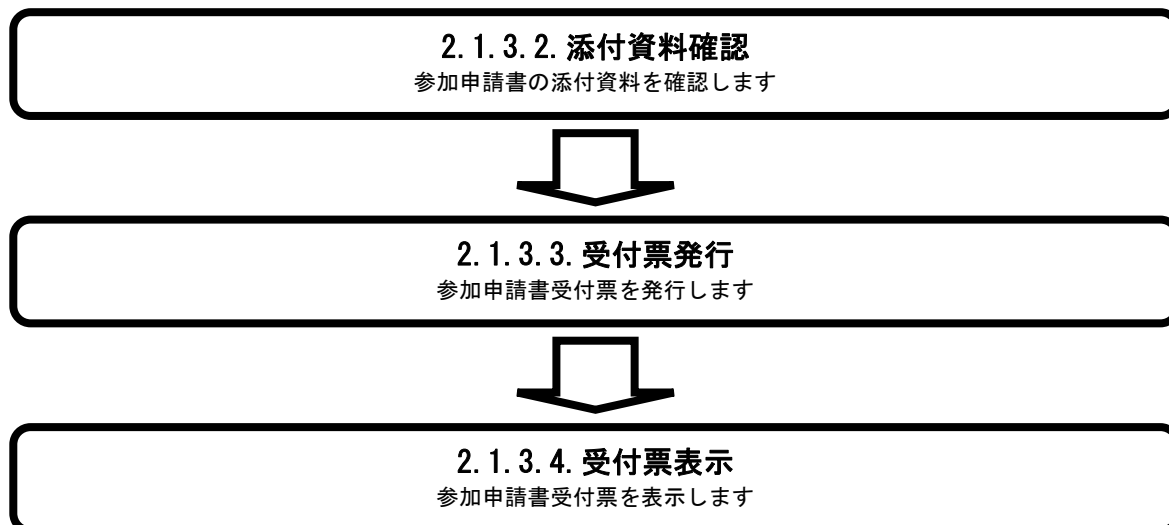 2.1.3.2.添付資料確認
参加申請書の添付資料を確認します
2.1.3.3.受付票発行
参加申請書受付票を発行します
2.1.3.4.受付票表示
参加申請書受付票を表示します